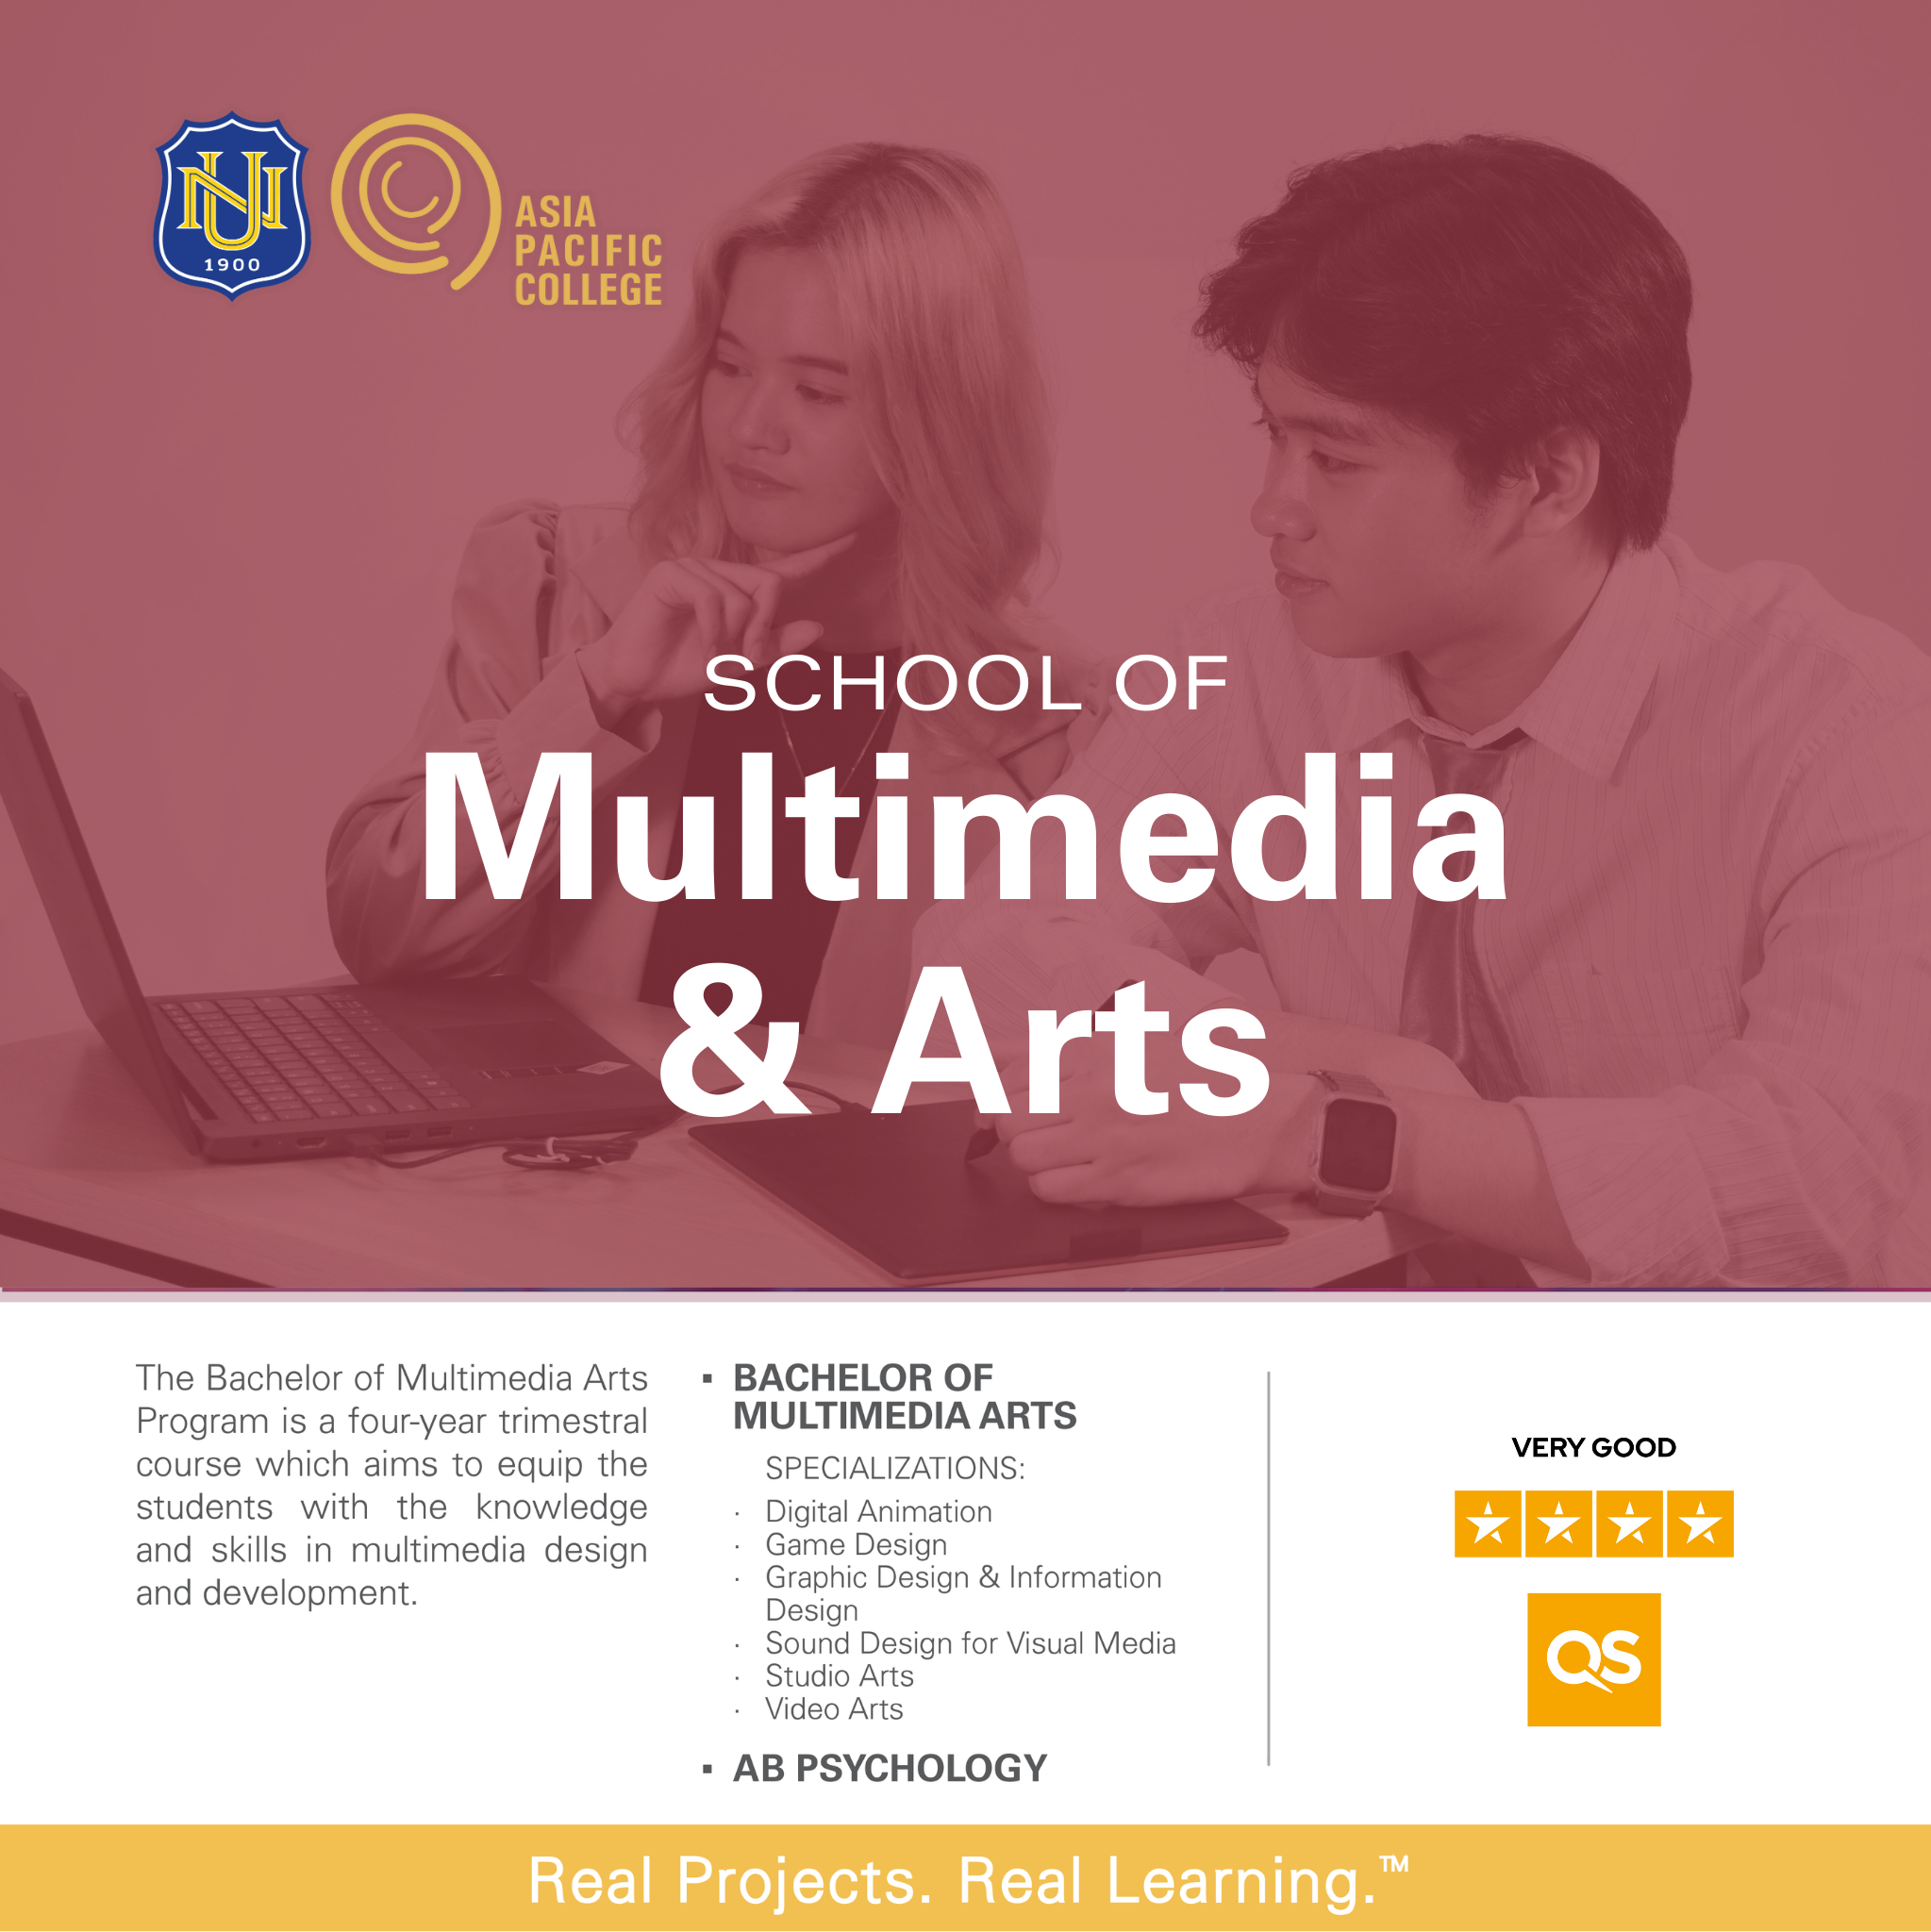 NU
1900
ASIA
PACIFIC
COLLEGE
SCHOOL OF
Multimedia
& Arts
The Bachelor of Multimedia Arts
Program is a four-year trimestral
course which aims to equip the
students with the knowledge
and skills in multimedia design
and development.
▪ BACHELOR OF
MULTIMEDIA ARTS
SPECIALIZATIONS:
· Digital Animation
· Game Design
· Graphic Design & Information
Design
· Sound Design for Visual Media
· Studio Arts
· Video Arts
▪ AB PSYCHOLOGY
VERY GOOD
QS
Real Projects. Real Learning.™